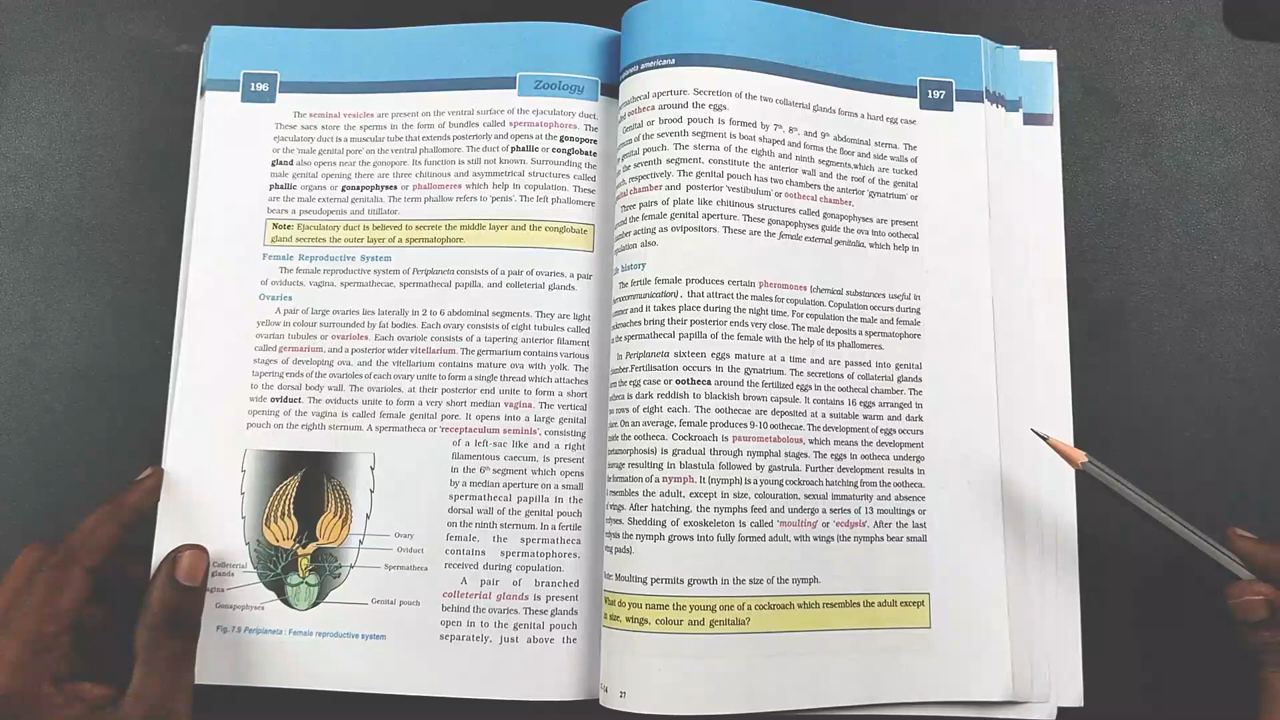 196
Zoology
The seminal vesicles are present on the ventral surface of the ejaculatory duct.
These sacs store the sperms in the form of bundles called spermatophores. The
ejaculatory duct is a muscular tube that extends posteriorly and opens at the gonopore
or the 'male genital pore' on the ventral phallomore. The duct of phallic or conglobate
gland also opens near the gonopore. Its function is still not known. Surrounding the
male genital opening there are three chitinous and asymmetrical structures called
phallic organs or gonapophyses or phallomeres which help in copulation. These
are the male external genitalia. The term phallow refers to 'penis'. The left phallomere
bears a pseudopenis and titillator.
Note: Ejaculatory duct is believed to secrete the middle layer and the conglobate
gland secretes the outer layer of a spermatophore.
Female Reproductive System
The female reproductive system of Periplaneta consists of a pair of ovaries, a pair
of oviducts, vagina, spermathecae, spermathecal papilla, and colleterial glands.
Ovaries
A pair of large ovaries lies laterally in 2 to 6 abdominal segments. They are light
yellow in colour surrounded by fat bodies. Each ovary consists of eight tubules called
ovarian tubules or ovarioles. Each ovariole consists of a tapering anterior filament
called germarium, and a posterior wider vitellarium. The germarium contains various
stages of developing ova, and the vitellarium contains mature ova with yolk. The
tapering ends of the ovarioles of each ovary unite to form a single thread which attaches
to the dorsal body wall. The ovarioles, at their posterior end unite to form a short
wide oviduct. The oviducts unite to form a very short median vagina. The vertical
opening of the vagina is called female genital pore. It opens into a large genital
pouch on the eighth sternum. A spermatheca or 'receptaculum seminis', consisting
of a left-sac like and a right
filamentous caecum, is present
in the 6th segment which opens
by a median aperture on a small
spermathecal papilla in the
dorsal wall of the genital pouch
on the ninth sternum. In a fertile
female, the spermatheca
contains spermatophores,
received during copulation.
A pair of branched
colleterial glands is present
behind the ovaries. These glands
open in to the genital pouch
separately, just above the
Ovary
Oviduct
Spermatheca
Genital pouch
Colleterial
glands
Gonapophyses
Fig. 7.9 Periplaneta : Female reproductive system
americana
197
aperture. Secretion of the two collaterial glands forms a hard egg case
ootheca around the eggs.
Genital or brood pouch is formed by 7th, 8th, and 9th abdominal sterna. The
of the seventh segment is boat shaped and forms the floor and side walls of
genital pouch. The sterna of the eighth and ninth segments,which are tucked
the seventh segment, constitute the anterior wall and the roof of the genital
respectively. The genital pouch has two chambers the anterior 'gynatrium' or
chamber and posterior 'vestibulum' or oothecal chamber.
Three pairs of plate like chitinous structures called gonapophyses are present
the female genital aperture. These gonapophyses guide the ova into oothecal
acting as ovipositors. These are the female external genitalia, which help in
also.
history
The fertile female produces certain pheromones (chemical substances useful in
, that attract the males for copulation. Copulation occurs during
and it takes place during the night time. For copulation the male and female
bring their posterior ends very close. The male deposits a spermatophore
the spermathecal papilla of the female with the help of its phallomeres.
In Periplaneta sixteen eggs mature at a time and are passed into genital
Fertilisation occurs in the gynatrium. The secretions of collaterial glands
the egg case or ootheca around the fertilized eggs in the oothecal chamber. The
is dark reddish to blackish brown capsule. It contains 16 eggs arranged in
rows of eight each. The oothecae are deposited at a suitable warm and dark
On an average, female produces 9-10 oothecae. The development of eggs occurs
the ootheca. Cockroach is paurometabolous, which means the development
is gradual through nymphal stages. The eggs in ootheca undergo
resulting in blastula followed by gastrula. Further development results in
formation of a nymph. It (nymph) is a young cockroach hatching from the ootheca.
resembles the adult, except in size, colouration, sexual immaturity and absence
wings. After hatching, the nymphs feed and undergo a series of 13 moultings or
Shedding of exoskeleton is called 'moulting' or 'ecdysis'. After the last
the nymph grows into fully formed adult, with wings (the nymphs bear small
pads).
Moulting permits growth in the size of the nymph.
What do you name the young one of a cockroach which resembles the adult except
in size, wings, colour and genitalia?
27